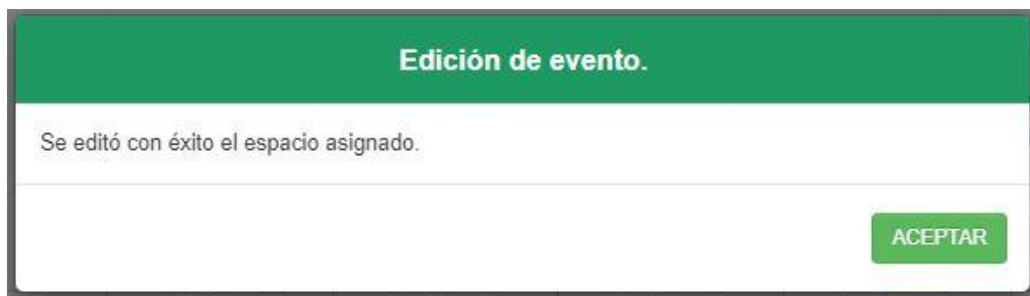 Edición de evento.
Se editó con éxito el espacio asignado.
ACEPTAR